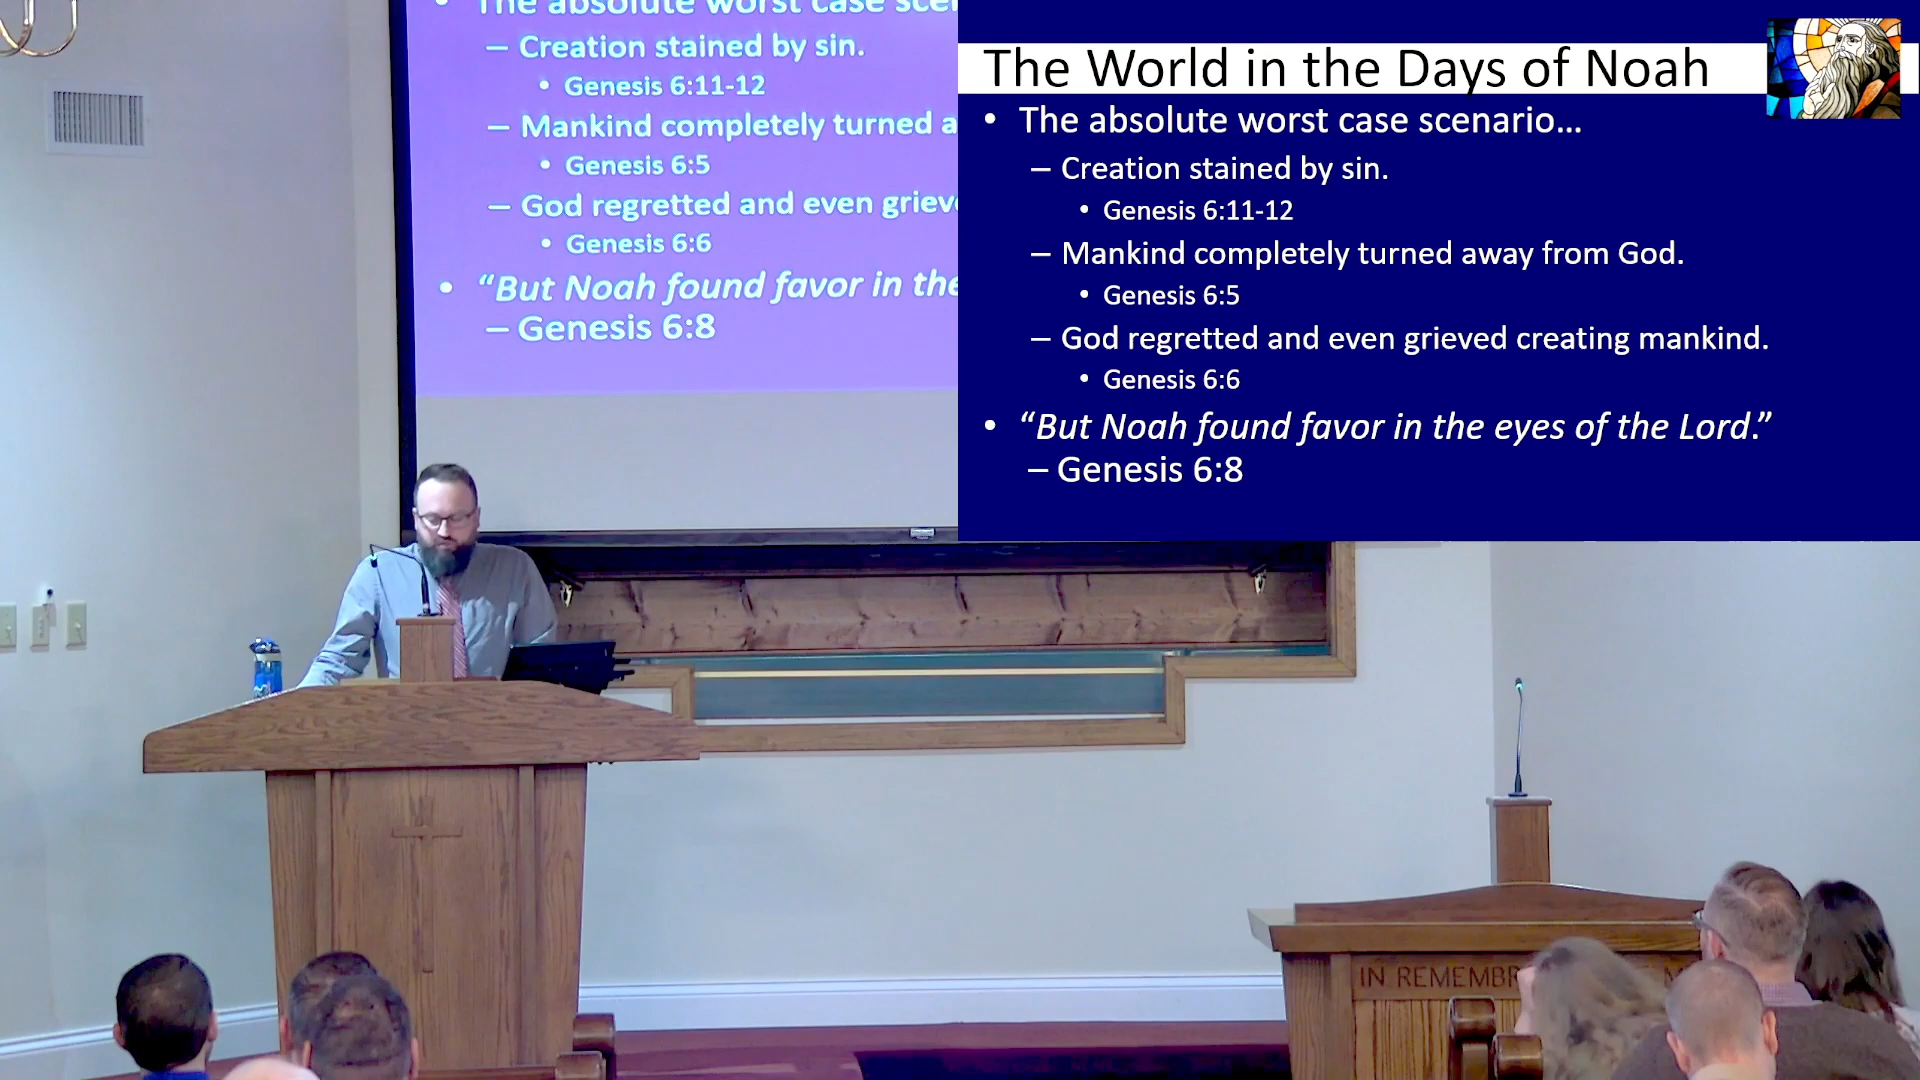 The absolute worst case
– Creation stained by sin.
• Genesis 6:11-12
– Mankind completely turned a
• Genesis 6:5
– God regretted and even griev
• Genesis 6:6
• “But Noah found favor in the
– Genesis 6:8
The World in the Days of Noah
• The absolute worst case scenario…
– Creation stained by sin.
• Genesis 6:11-12
– Mankind completely turned away from God.
• Genesis 6:5
– God regretted and even grieved creating mankind.
• Genesis 6:6
• “But Noah found favor in the eyes of the Lord.”
– Genesis 6:8
IN REMEMBR